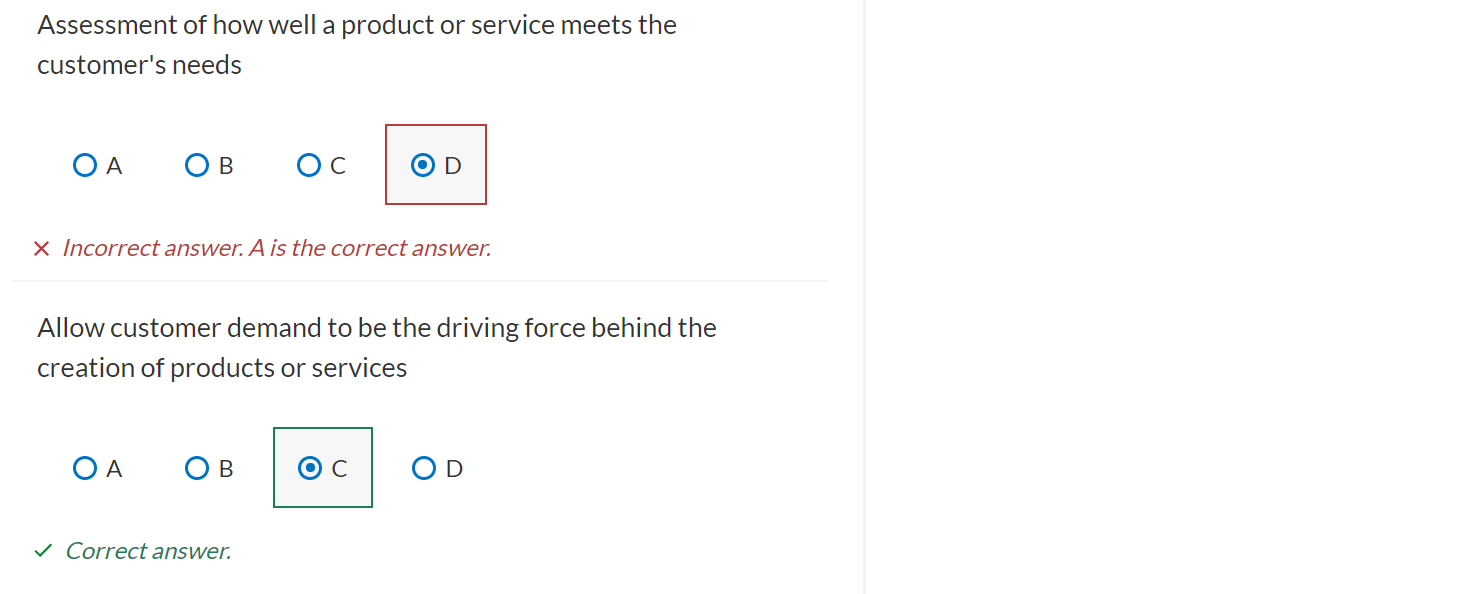 Assessment of how well a product or service meets the
customer's needs
A B C D
Incorrect answer. A is the correct answer.
Allow customer demand to be the driving force behind the
creation of products or services
A B C D
Correct answer.